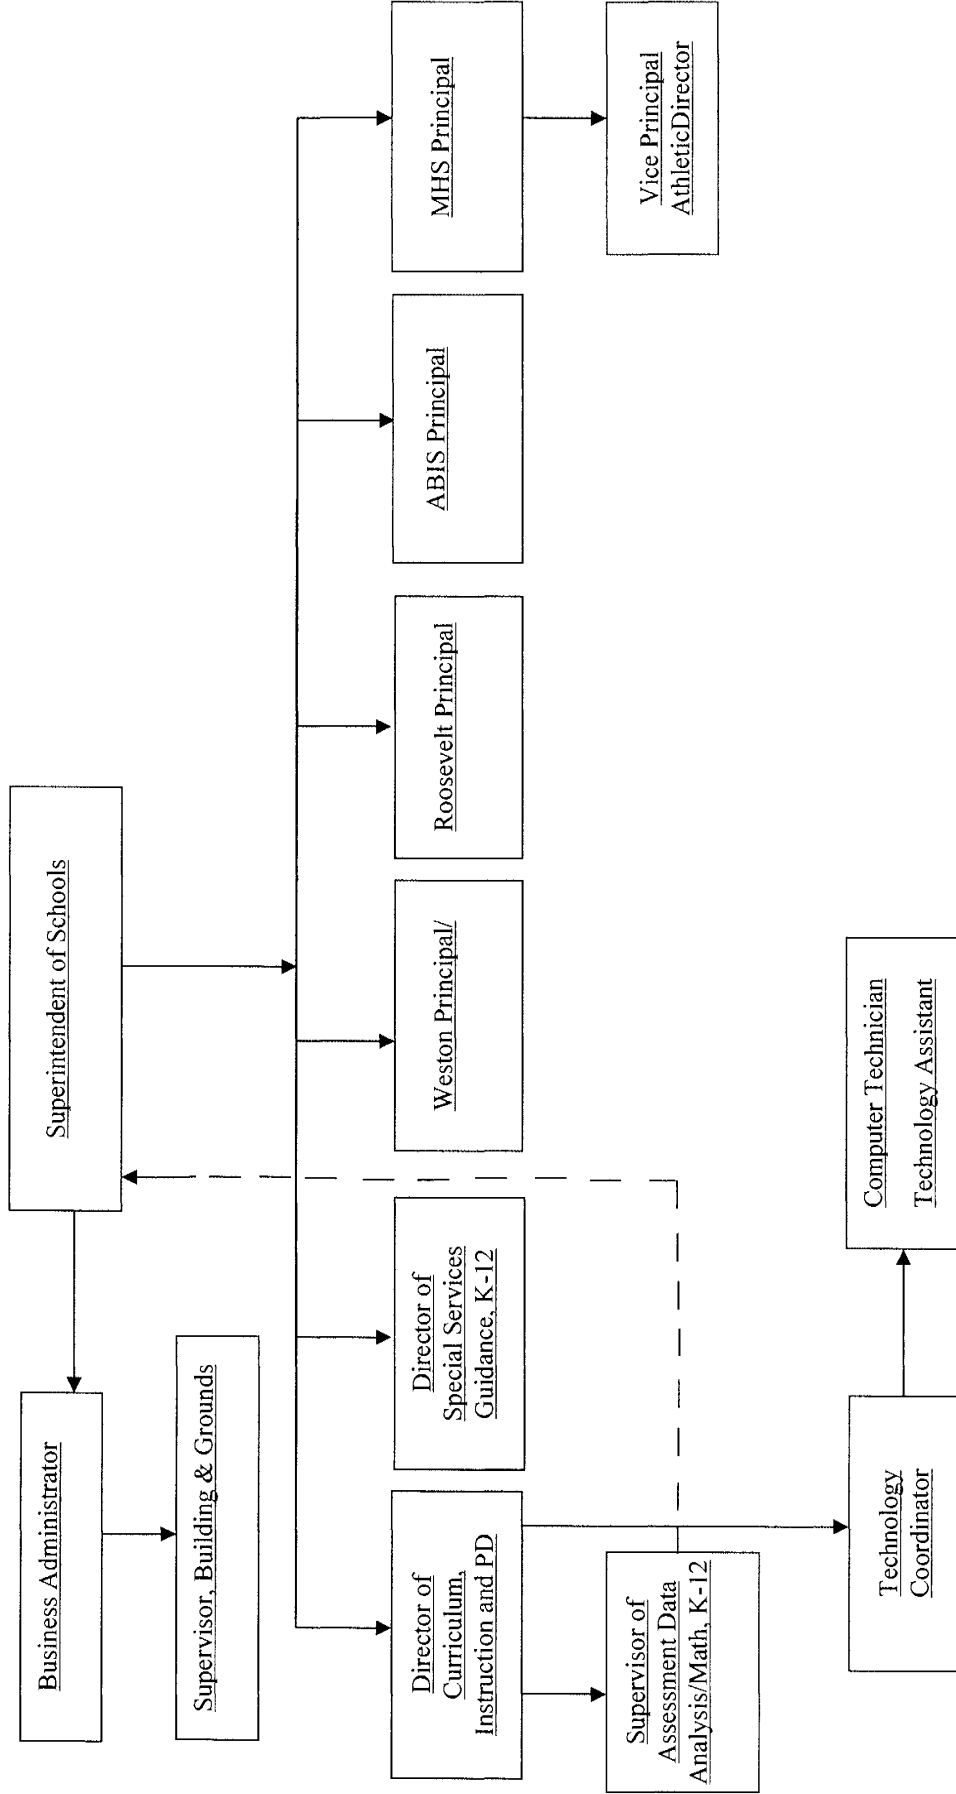 Superintendent of Schools
Business Administrator
Supervisor, Building & Grounds
Director of
Curriculum,
Instruction and PD
Director of
Special Services
Guidance, K-12
Weston Principal/
Roosevelt Principal
ABIS Principal
MHS Principal
Supervisor of
Assessment Data
Analysis/Math, K-12
Vice Principal
AthleticDirector
Technology
Coordinator
Computer Technician
Technology Assistant